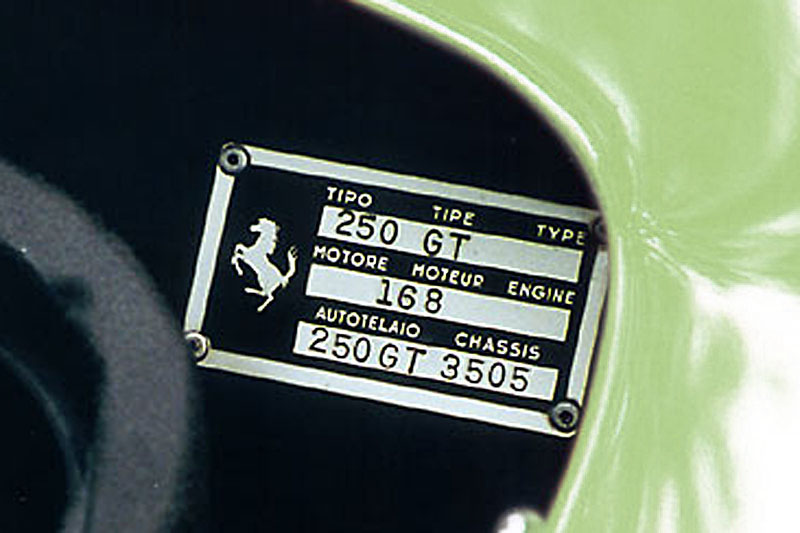 TIPO TIPE TYPE
250 GT
MOTORE MOTEUR ENGINE
168
AUTOTELAIO CHASSIS
250GT 3505